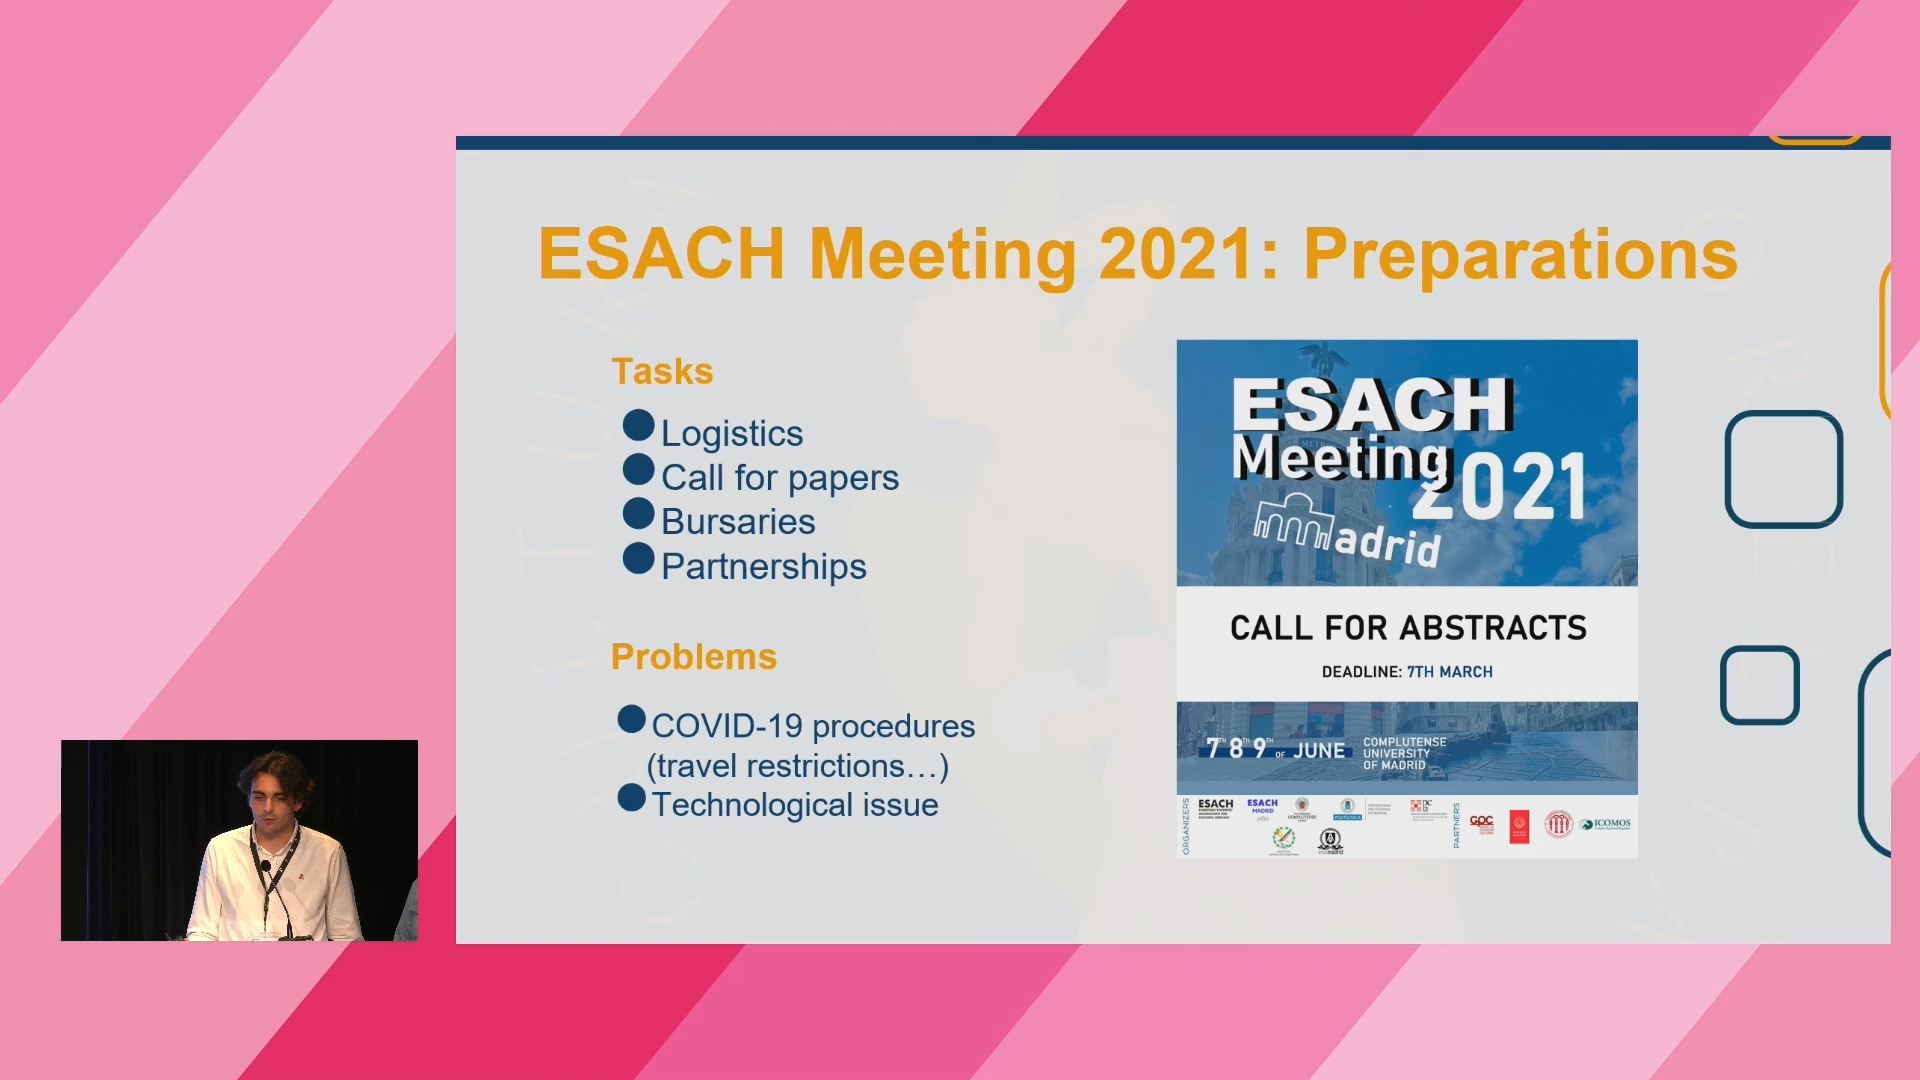 ESACH Meeting 2021: Preparations
Tasks
Logistics
Call for papers
Bursaries
Partnerships
Problems
COVID-19 procedures
(travel restrictions…)
Technological issue
ESACH
Meeting
2021
Madrid
CALL FOR ABSTRACTS
DEADLINE: 7TH MARCH
7TH 8TH 9TH OF JUNE
COMPLUTENSE
UNIVERSITY
OF MADRID
ORGANIZERS
ESACH
ESACH
MADRID
POLITÉCNICA
PARTNERS
GPC
ICOMOS